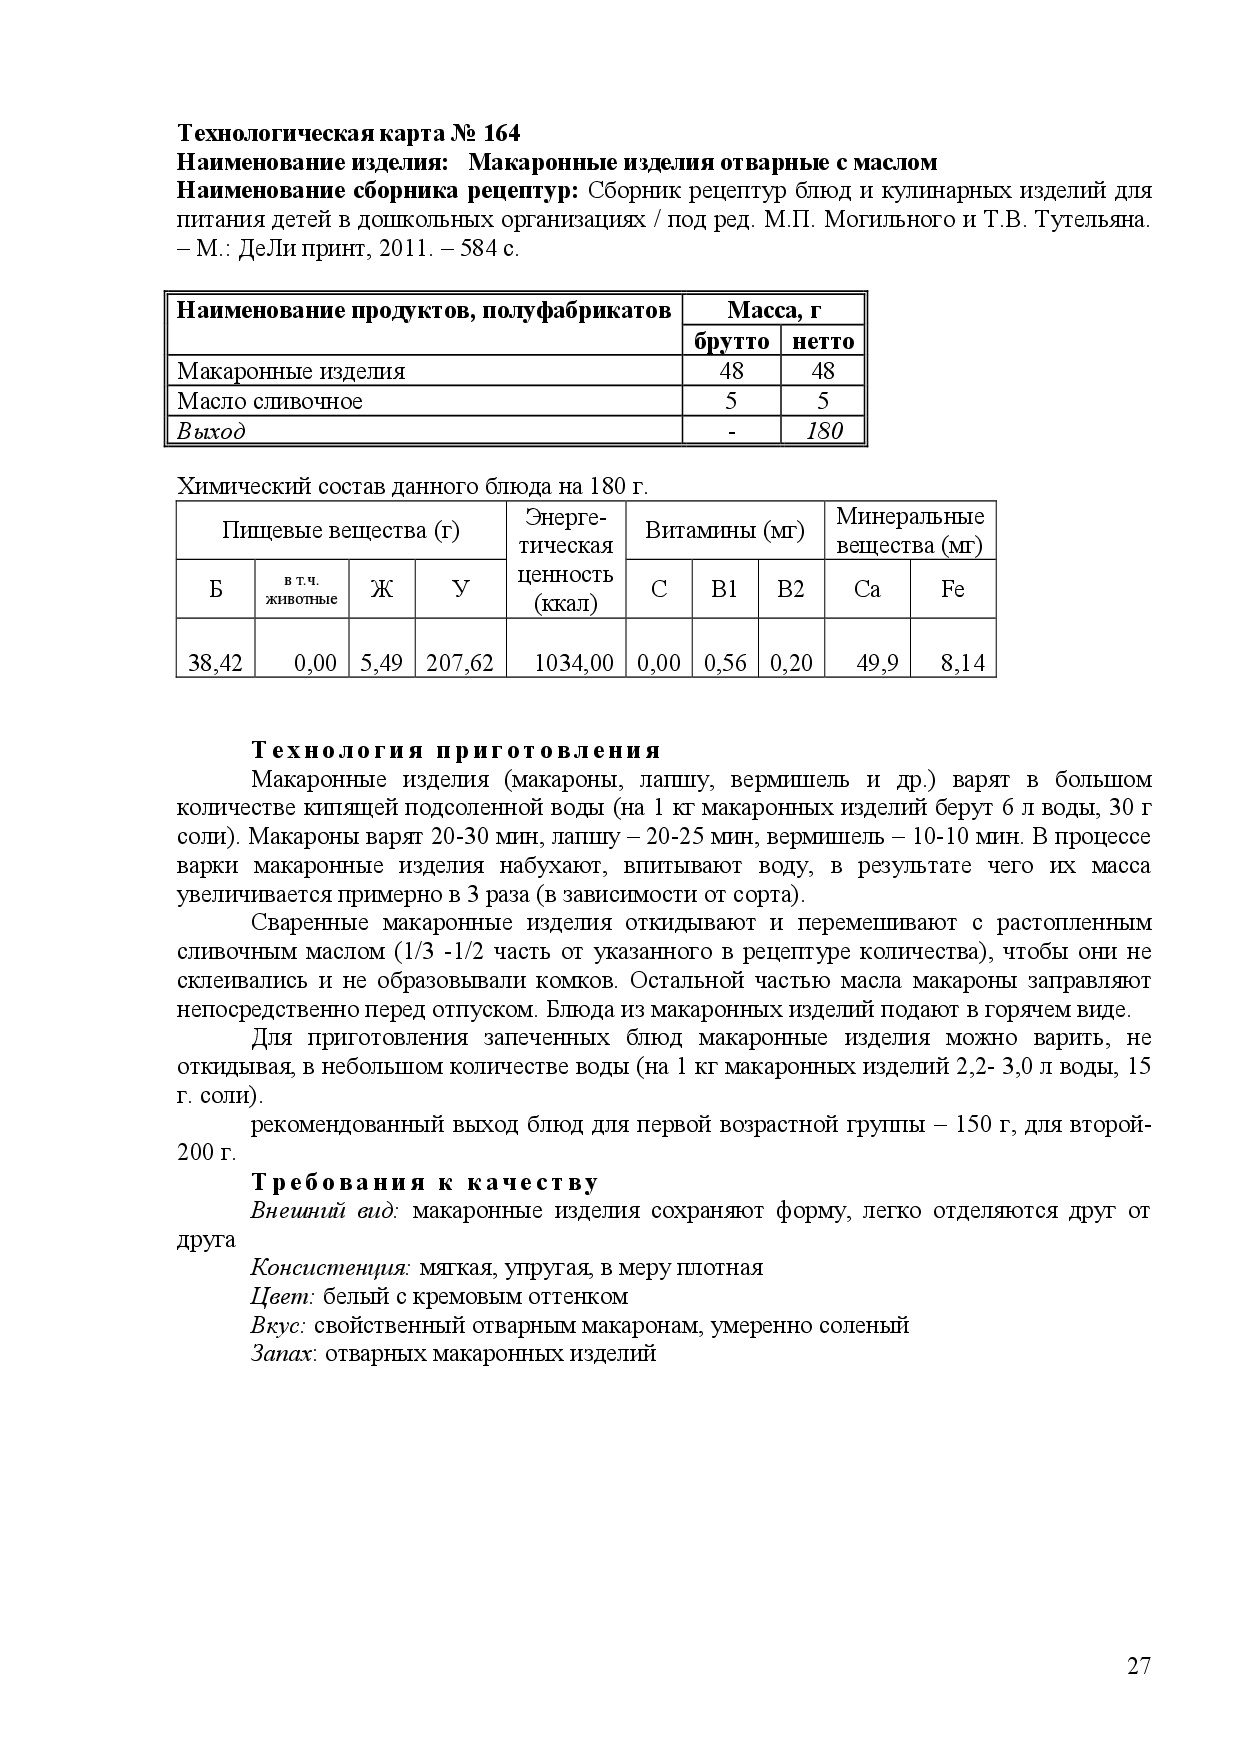 Технологическая карта № 164
Наименование изделия: Макаронные изделия отварные с маслом
Наименование сборника рецептур: Сборник рецептур блюд и кулинарных изделий для
питания детей в дошкольных организациях / под ред. М.П. Могильного и Т.В. Тутельяна.
– М.: ДеЛи принт, 2011. – 584 с.
Наименование продуктов, полуфабрикатов Масса, г
брутто нетто
Макаронные изделия 48 48
Масло сливочное 5 5
Выход - 180
Химический состав данного блюда на 180 г.
Пищевые вещества (г) Энерге-тическая ценность (ккал) Витамины (мг) Минеральные вещества (мг)
Б в т.ч. животные Ж У С В1 В2 Са Fe
38,42 0,00 5,49 207,62 1034,00 0,00 0,56 0,20 49,9 8,14
Технология приготовления
Макаронные изделия (макароны, лапшу, вермишель и др.) варят в большом
количестве кипящей подсоленной воды (на 1 кг макаронных изделий берут 6 л воды, 30 г
соли). Макароны варят 20-30 мин, лапшу – 20-25 мин, вермишель – 10-10 мин. В процессе
варки макаронные изделия набухают, впитывают воду, в результате чего их масса
увеличивается примерно в 3 раза (в зависимости от сорта).
Сваренные макаронные изделия откидывают и перемешивают с растопленным
сливочным маслом (1/3 -1/2 часть от указанного в рецептуре количества), чтобы они не
склеивались и не образовывали комков. Остальной частью масла макароны заправляют
непосредственно перед отпуском. Блюда из макаронных изделий подают в горячем виде.
Для приготовления запеченных блюд макаронные изделия можно варить, не
откидывая, в небольшом количестве воды (на 1 кг макаронных изделий 2,2- 3,0 л воды, 15
г. соли).
рекомендованный выход блюд для первой возрастной группы – 150 г, для второй-
200 г.
Требования к качеству
Внешний вид: макаронные изделия сохраняют форму, легко отделяются друг от
друга
Консистенция: мягкая, упругая, в меру плотная
Цвет: белый с кремовым оттенком
Вкус: свойственный отварным макаронам, умеренно соленый
Запах: отварных макаронных изделий
27